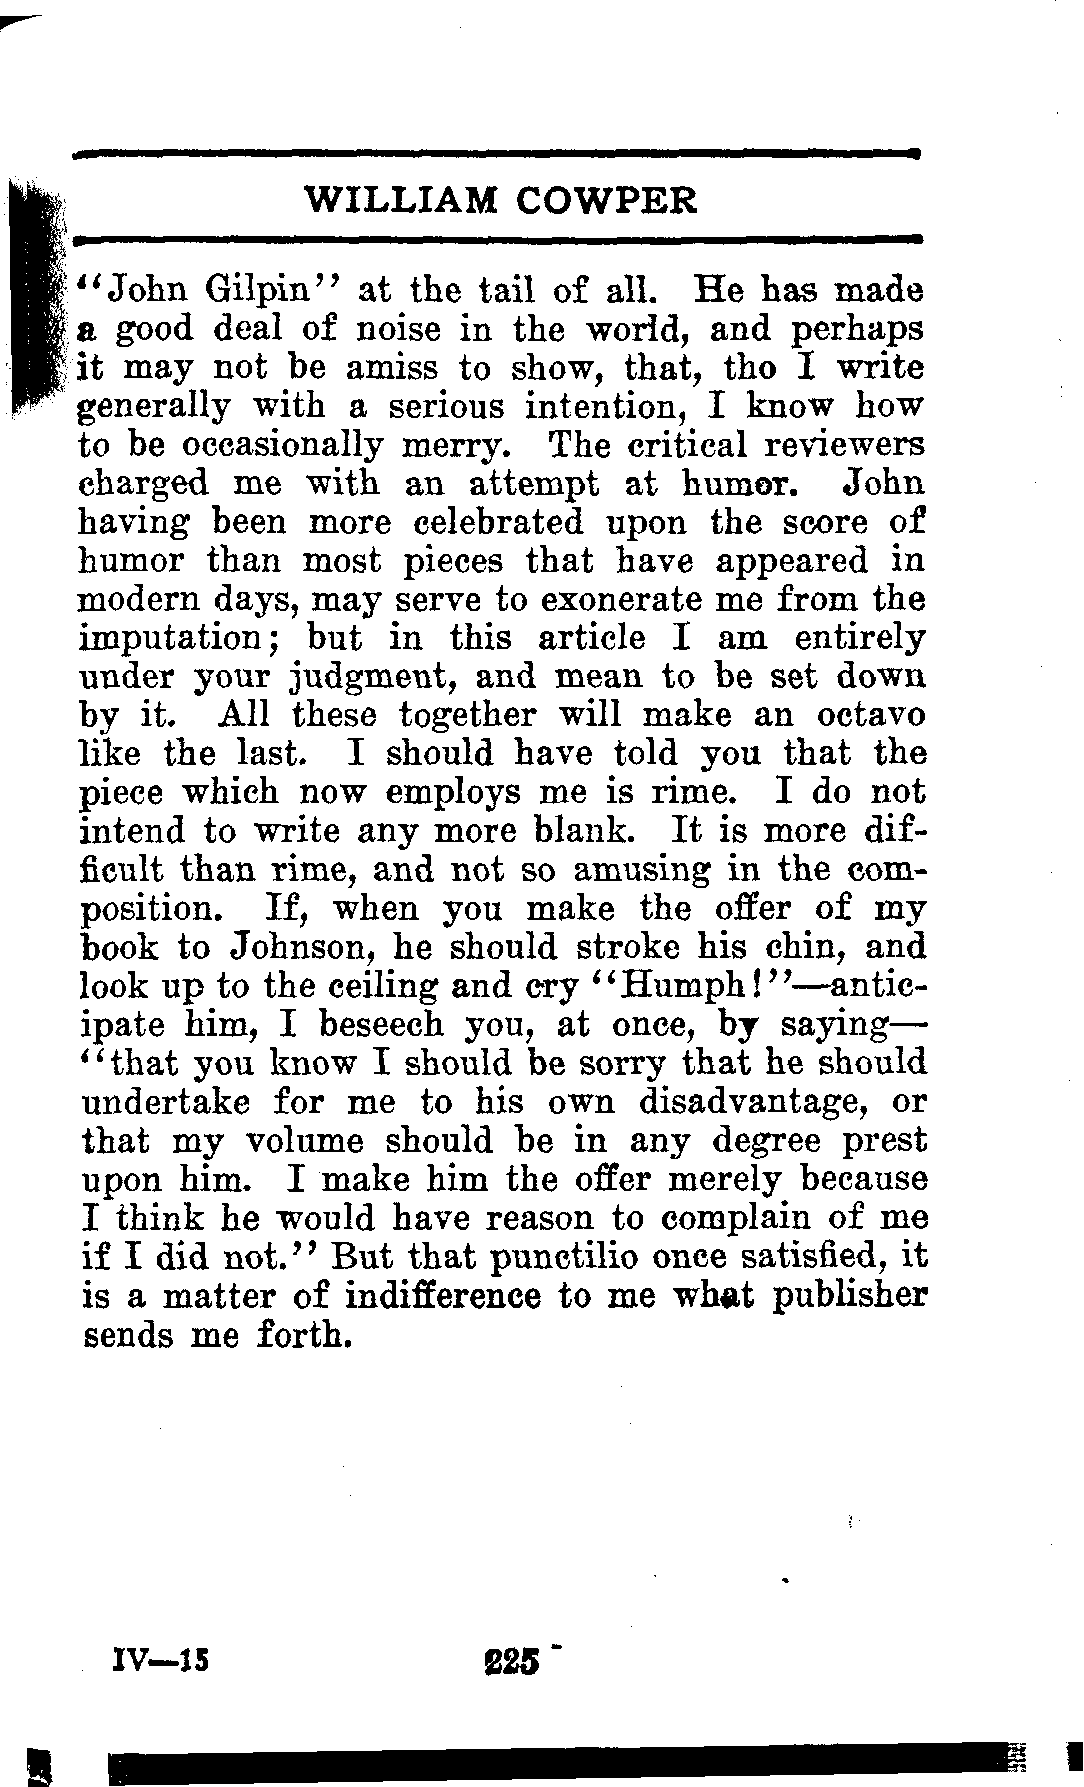 WILLIAM COWPER
"John Gilpin" at the tail of all. He has made
a good deal of noise in the world, and perhaps
it may not be amiss to show, that, tho I write
generally with a serious intention, I know how
to be occasionally merry. The critical reviewers
charged me with an attempt at humor. John
having been more celebrated upon the score of
humor than most pieces that have appeared in
modern days, may serve to exonerate me from the
imputation; but in this article I am entirely
under your judgment, and mean to be set down
by it. All these together will make an octavo
like the last. I should have told you that the
piece which now employs me is rime. I do not
intend to write any more blank. It is more dif-
ficult than rime, and not so amusing in the com-
position. If, when you make the offer of my
book to Johnson, he should stroke his chin, and
look up to the ceiling and cry "Humph!"—antic-
ipate him, I beseech you, at once, by saying—
"that you know I should be sorry that he should
undertake for me to his own disadvantage, or
that my volume should be in any degree prest
upon him. I make him the offer merely because
I think he would have reason to complain of me
if I did not." But that punctilio once satisfied, it
is a matter of indifference to me what publisher
sends me forth.
IV—15 225